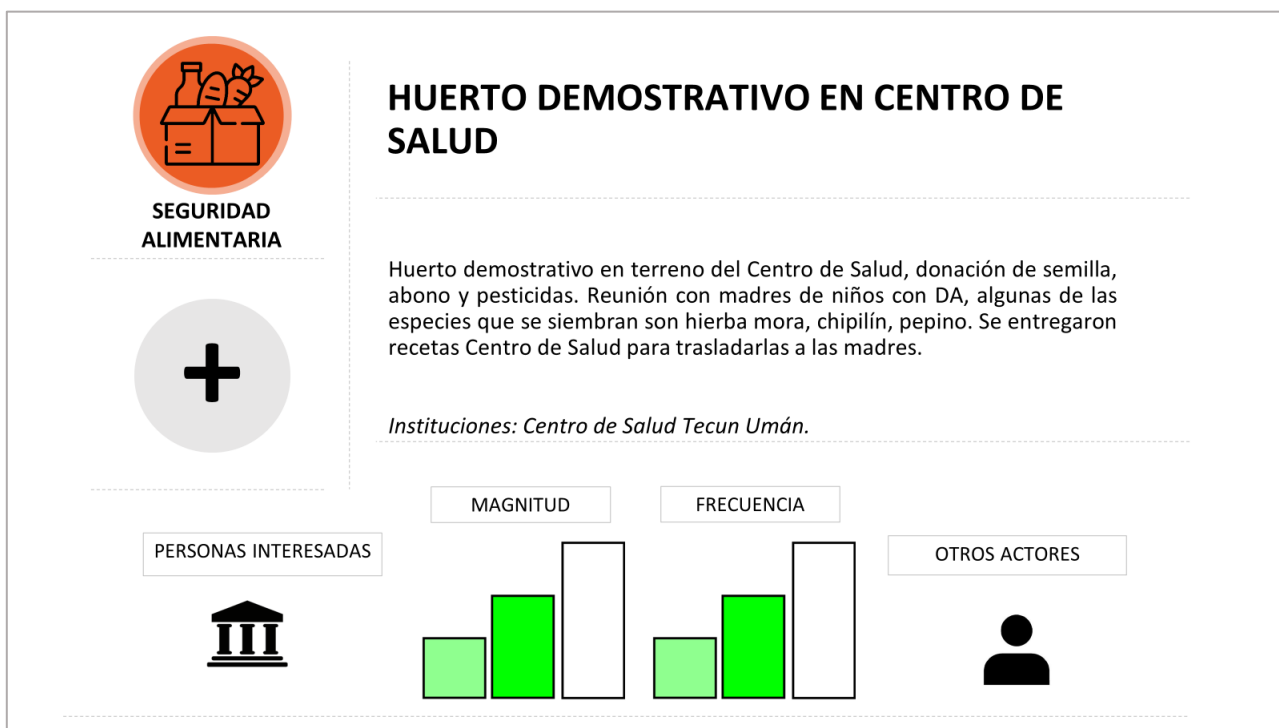 SEGURIDAD
ALIMENTARIA
HUERTO DEMOSTRATIVO EN CENTRO DE
SALUD
Huerto demostrativo en terreno del Centro de Salud, donación de semilla,
abono y pesticidas. Reunión con madres de niños con DA, algunas de las
especies que se siembran son hierba mora, chipilín, pepino. Se entregaron
recetas Centro de Salud para trasladarlas a las madres.
Instituciones: Centro de Salud Tecun Umán.
PERSONAS INTERESADAS
MAGNITUD
FRECUENCIA
OTROS ACTORES